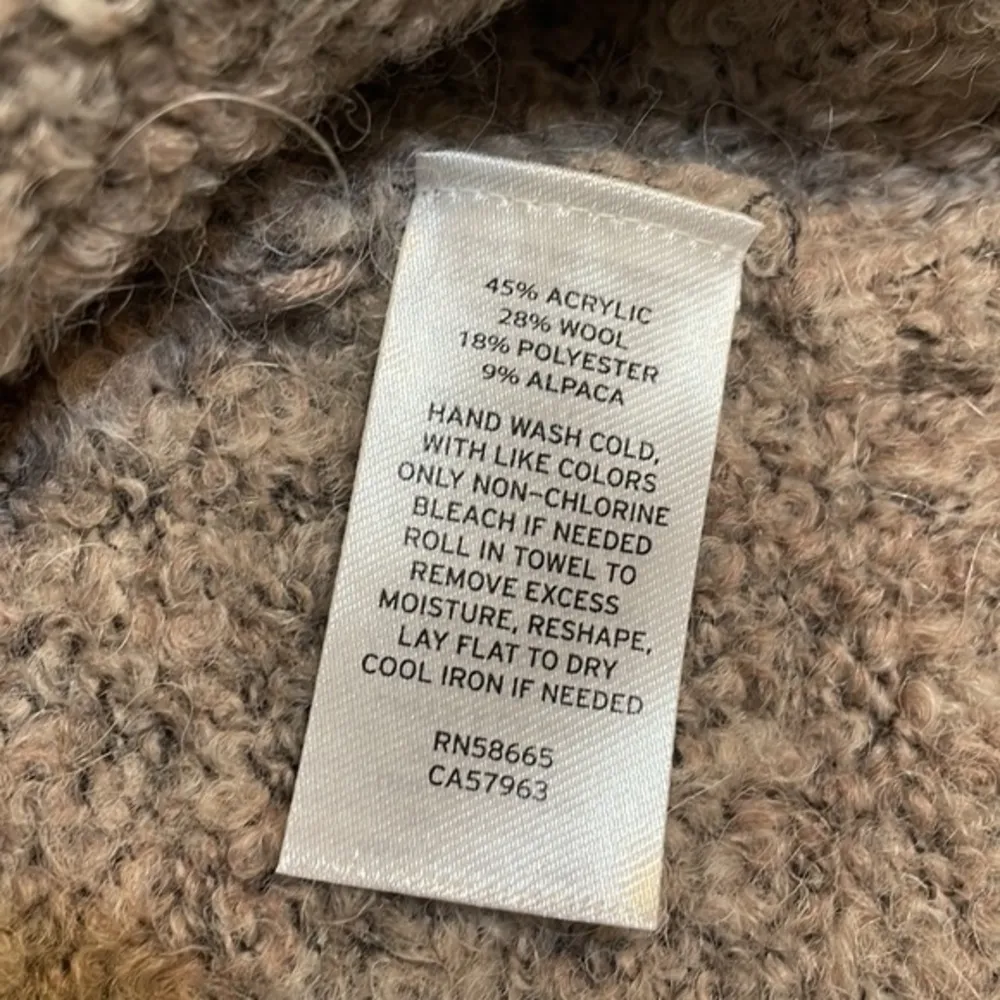 45% ACRYLIC
28% WOOL
18% POLYESTER
9% ALPACA
HAND WASH COLD,
WITH LIKE COLORS
ONLY NON-CHLORINE
BLEACH IF NEEDED
ROLL IN TOWEL TO
REMOVE EXCESS
MOISTURE, RESHAPE,
LAY FLAT TO DRY
COOL IRON IF NEEDED
RN58665
CA57963